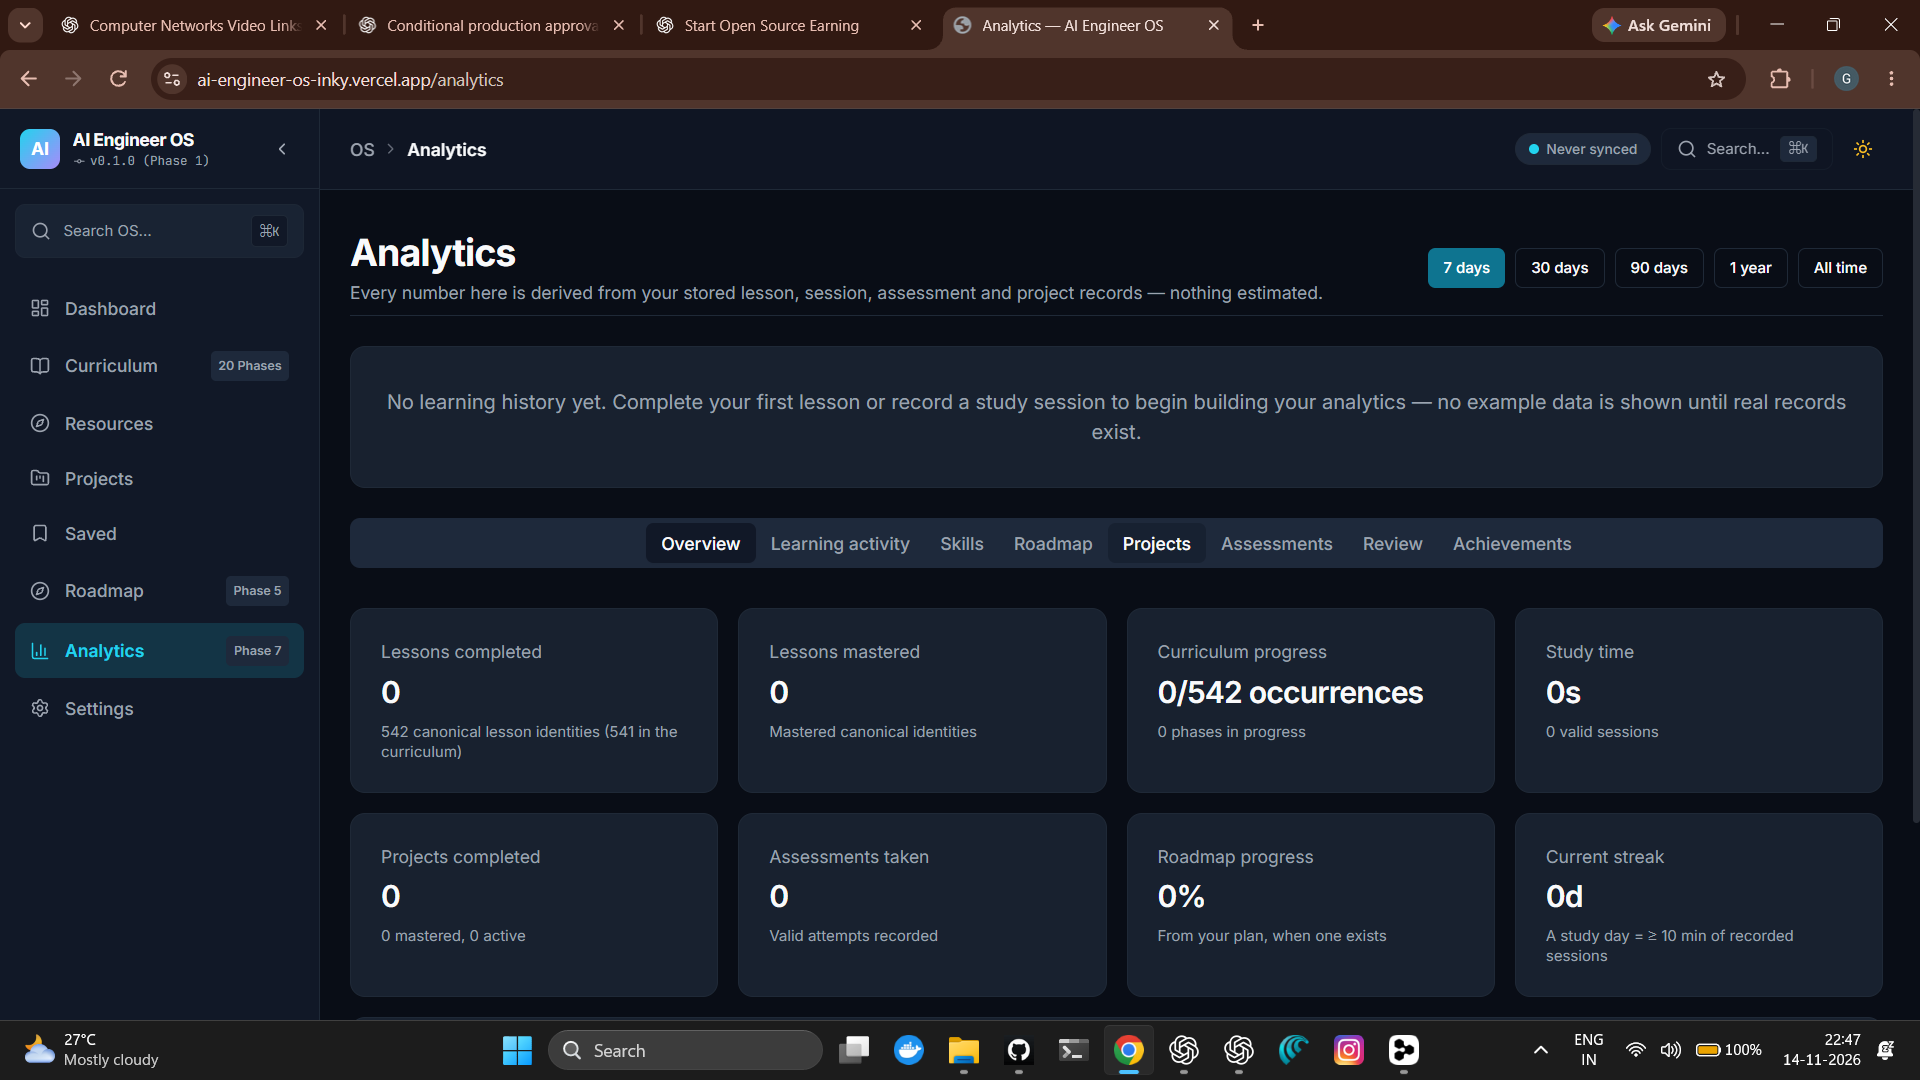 Computer Networks Video Links
Conditional production approva
Start Open Source Earning
Analytics — AI Engineer OS
Ask Gemini
ai-engineer-os-inky.vercel.app/analytics
G
AI
AI Engineer OS
v0.1.0 (Phase 1)
Search OS...
⌘K
Dashboard
Curriculum
20 Phases
Resources
Projects
Saved
Roadmap
Phase 5
Analytics
Phase 7
Settings
OS > Analytics
Never synced
Search...
⌘K
Analytics
Every number here is derived from your stored lesson, session, assessment and project records — nothing estimated.
7 days
30 days
90 days
1 year
All time
No learning history yet. Complete your first lesson or record a study session to begin building your analytics — no example data is shown until real records
exist.
Overview
Learning activity
Skills
Roadmap
Projects
Assessments
Review
Achievements
Lessons completed
0
542 canonical lesson identities (541 in the
curriculum)
Lessons mastered
0
Mastered canonical identities
Curriculum progress
0/542 occurrences
0 phases in progress
Study time
0s
0 valid sessions
Projects completed
0
0 mastered, 0 active
Assessments taken
0
Valid attempts recorded
Roadmap progress
0%
From your plan, when one exists
Current streak
0d
A study day = ≥ 10 min of recorded
sessions
27°C
Mostly cloudy
Search
ENG
IN
100%
22:47
14-11-2026